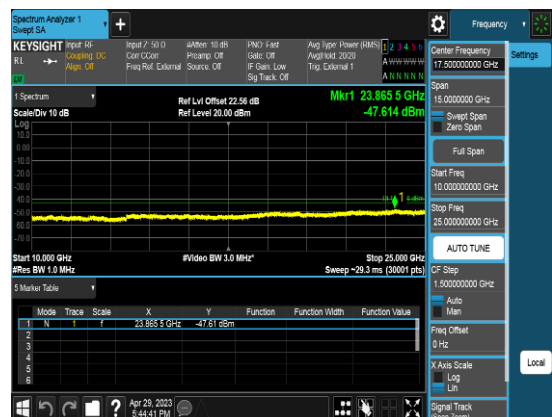 Spectrum Analyzer 1
Swept SA
Frequency
KEYSIGHT
RL
Input: RF
Coupling: DC
Align: Off
Input Z: 50 Ω
Corr CCorr
Freq Ref: External
#Atten: 10 dB
Preamp: Off
Source: Off
PNO: Fast
Gate: Off
IF Gain: Low
Sig Track: Off
Avg Type: Power (RMS)
Avg|Hold: 20/20
Trig: External 1
1 2 3 4 5 6
A W W W W W
A N N N N N
1 Spectrum
Scale/Div 10 dB
Ref Lvl Offset 22.56 dB
Ref Level 20.00 dBm
Mkr1 23.865 5 GHz
-47.614 dBm
Log
10.0
0.00
-10.0
-20.0
-30.0
-40.0
-50.0
-60.0
-70.0
1
Start 10.000 GHz
#Res BW 1.0 MHz
#Video BW 3.0 MHz*
Stop 25.000 GHz
Sweep ~29.3 ms (30001 pts)
5 Marker Table
Mode Trace Scale X Y Function Function Width Function Value
1 N 1 f 23.865 5 GHz -47.61 dBm
2
3
4
5
6
Apr 29, 2023
5:44:41 PM
Center Frequency
17.500000000 GHz
Settings
Span
15.0000000 GHz
Swept Span
Zero Span
Full Span
Start Freq
10.000000000 GHz
Stop Freq
25.000000000 GHz
AUTO TUNE
CF Step
1.500000000 GHz
Auto
Man
Freq Offset
0 Hz
X Axis Scale
Log
Lin
Local
Signal Track
(Span Zoom)